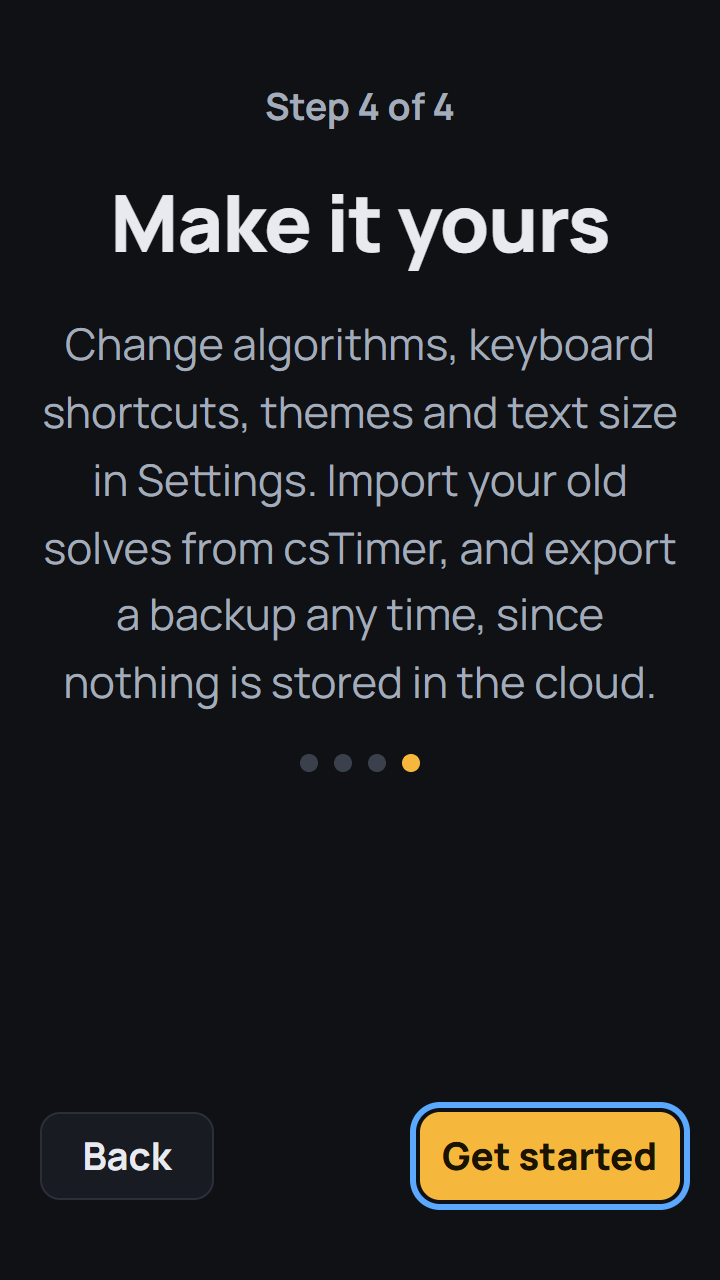 Step 4 of 4
Make it yours
Change algorithms, keyboard
shortcuts, themes and text size
in Settings. Import your old
solves from csTimer, and export
a backup any time, since
nothing is stored in the cloud.
Back
Get started